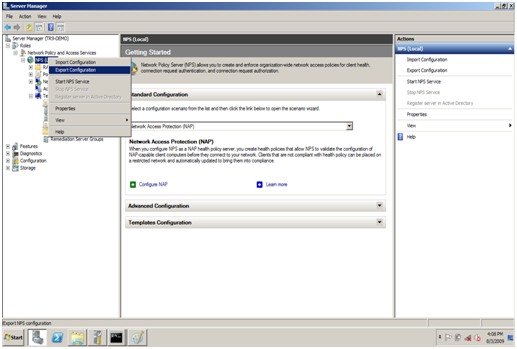 Server Manager
File Action View Help
Server Manager (TR9-DEMO)
Roles
Network Policy and Access Services
NPS (
Import Configuration
Export Configuration
Start NPS Service
Stop NPS Service
Register server in Active Directory
Properties
View
Help
Remediation Server Groups
Features
Diagnostics
Configuration
Storage
NPS (Local)
Getting Started
Network Policy Server (NPS) allows you to create and enforce organization-wide network access policies for client health,
connection request authentication, and connection request authorization.
Standard Configuration
Select a configuration scenario from the list and then click the link below to open the scenario wizard.
Network Access Protection (NAP)
Network Access Protection (NAP)
When you configure NPS as a NAP health policy server, you create health policies that allow NPS to validate the configuration of
NAP-capable client computers before they connect to your network. Clients that are not compliant with health policy can be placed on
a restricted network and automatically updated to bring them into compliance.
Configure NAP
Learn more
Advanced Configuration
Templates Configuration
Actions
NPS (Local)
Import Configuration
Export Configuration
Start NPS Service
Stop NPS Service
Register server in Active Directory
Properties
View
Help
Export NPS configuration
Start
4:08 PM
8/3/2009